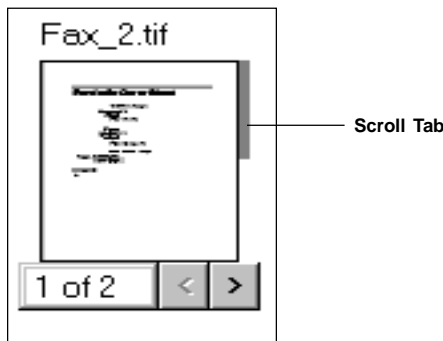 Fax_2.tif
Scroll Tab
1 of 2 < >